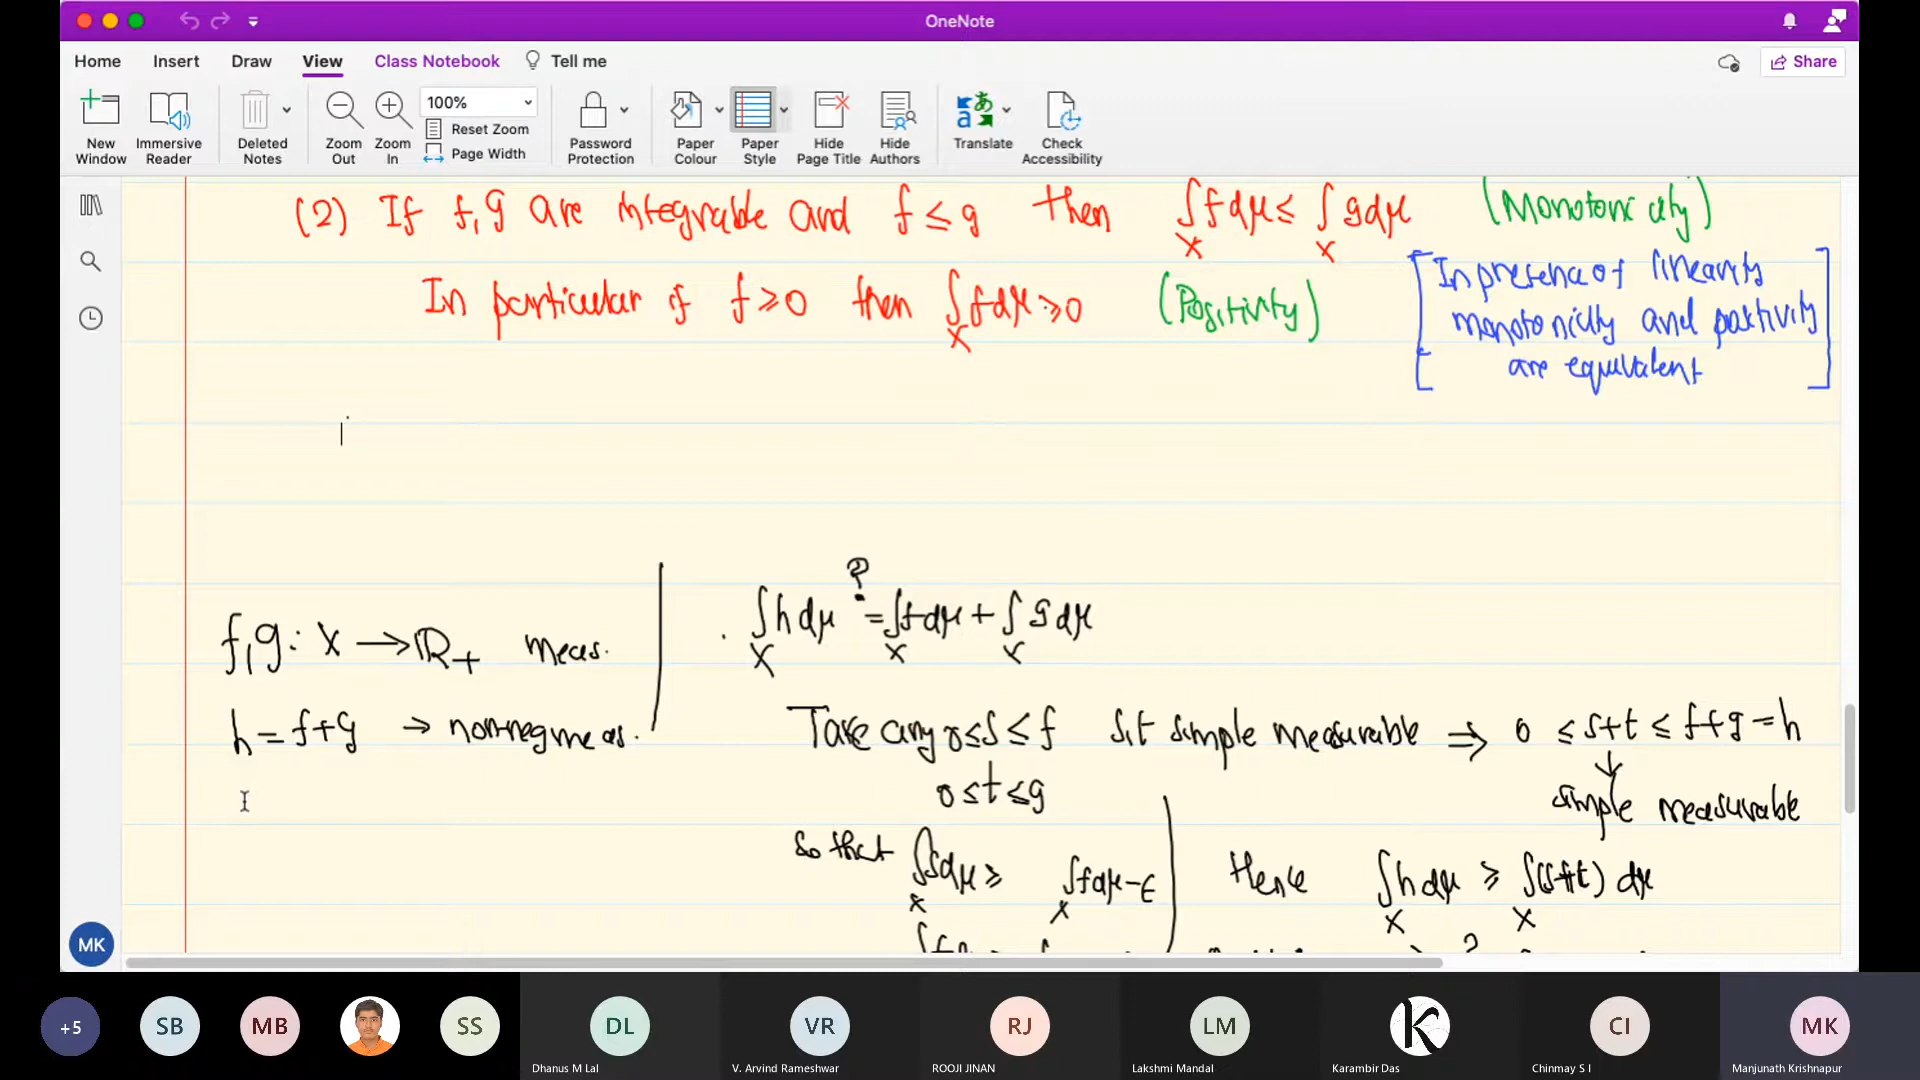 OneNote
Home Insert Draw View Class Notebook Tell me Share
100%
Reset Zoom
Page Width
New Window Immersive Reader Deleted Notes Zoom Out Zoom In Password Protection Paper Colour Paper Style Hide Page Title Hide Authors Translate Check Accessibility
(2) If f, g are integrable and f ≤ g then ∫_X f dμ ≤ ∫_X g dμ (Monotonicity)
In particular if f ≥ 0 then ∫_X f dμ ≥ 0 (Positivity)
[In presence of linearity
monotonicity and positivity
are equivalent]
f, g : X → ℝ₊ meas.
h = f+g → nonneg meas.
∫_X h dμ ?= ∫_X f dμ + ∫_X g dμ
Take any 0 ≤ s ≤ f s,t simple measurable ⇒ 0 ≤ s+t ≤ f+g = h
0 ≤ t ≤ g
↓
simple measurable
So that ∫_X s dμ ≥ ∫_X f dμ − ε
Hence ∫_X h dμ ≥ ∫_X (s+t) dμ
MK
+5 SB MB SS DL VR RJ LM K CI MK
Dhanus M Lal V. Arvind Rameshwar ROOJI JINAN Lakshmi Mandal Karambir Das Chinmay S I Manjunath Krishnapur